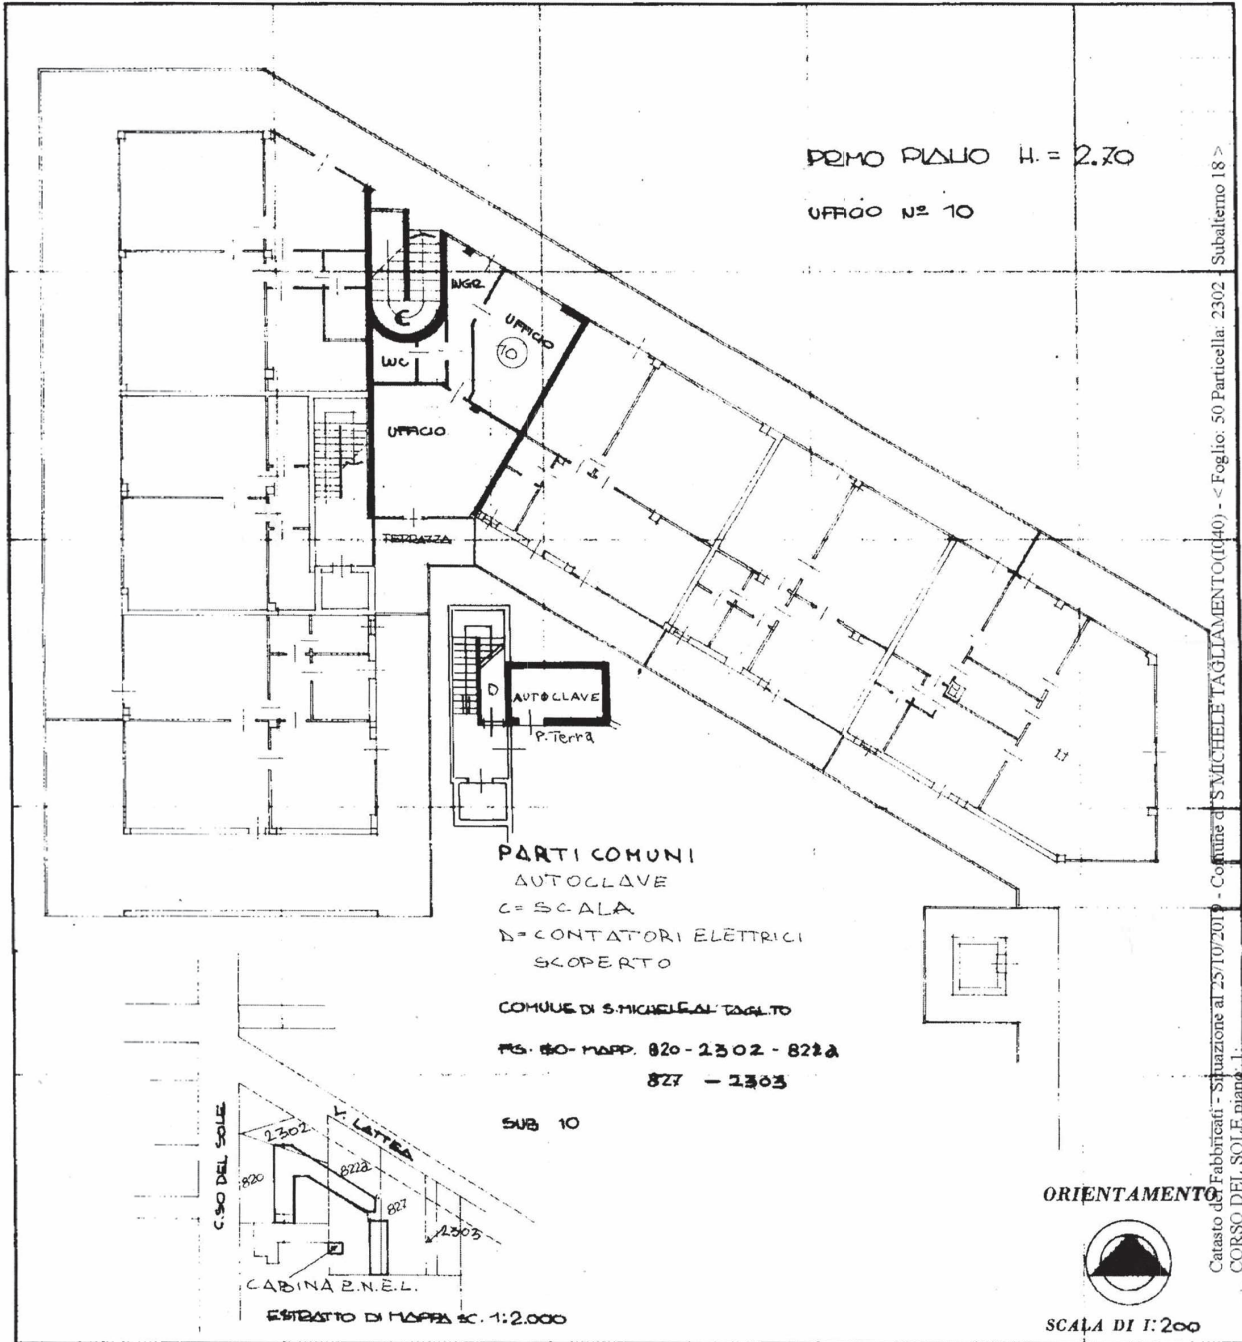 PRIMO PIANO H. = 2.70
UFFICIO Nº 10
INGR.
UFFICIO
10
C
WC
UFFICIO
TERRAZZA
D
AUTOCLAVE
P. Terra
11
PARTI COMUNI
AUTOCLAVE
C= SCALA
D= CONTATORI ELETTRICI
SCOPERTO
COMUNE DI S.MICHELE AL TAGL.TO
FG. 50- MAPP. 820 - 2302 - 822a
827 - 2303
SUB 10
C.SO DEL SOLE
V. LATTEA
2302
820
822a
827
2303
CABINA E.N.E.L.
ESTRATTO DI MAPPA SC. 1:2.000
ORIENTAMENTO
SCALA DI 1:200
Catasto dei Fabbricati - Situazione al 25/10/2019 - Comune di S MICHELE TAGLIAMENTO(I040) - < Foglio: 50 Particella: 2302 - Subalterno 18 >
CORSO DEL SOLE piano: 1;